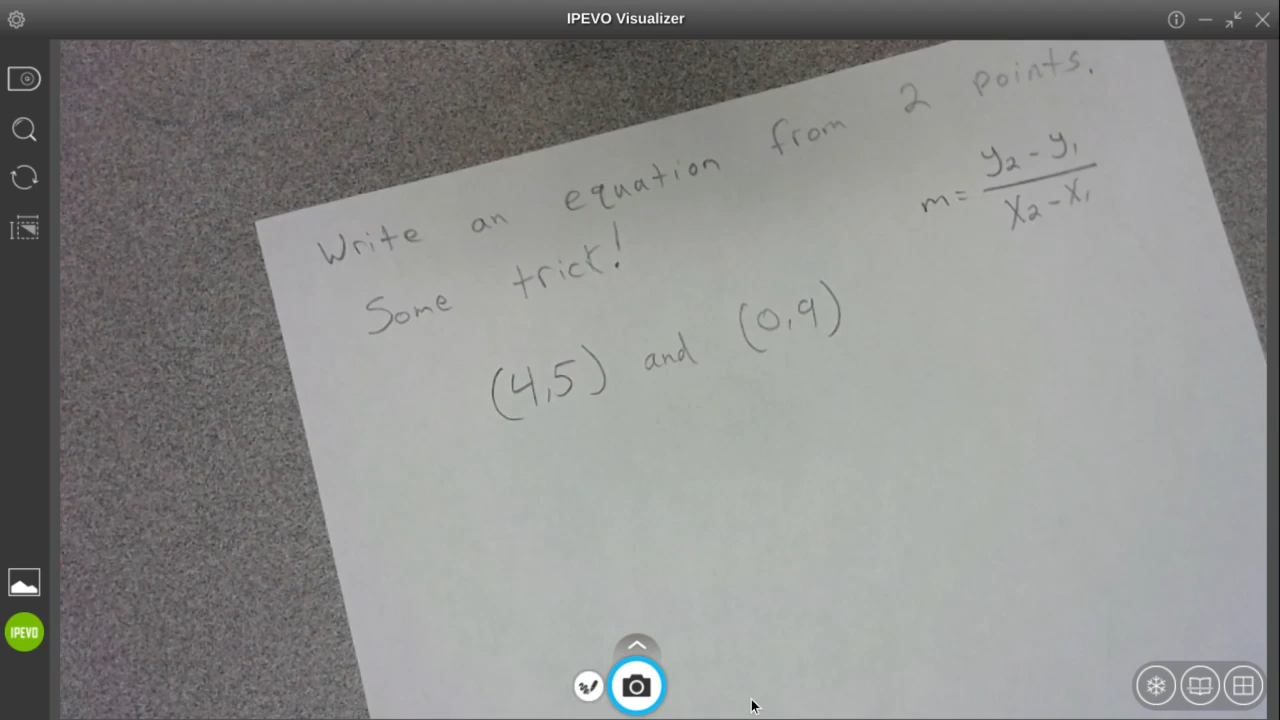 IPEVO Visualizer
Write an equation from 2 points.
m = y₂ - y₁ / x₂ - x₁
Some trick!
(4,5) and (0,9)
IPEVO